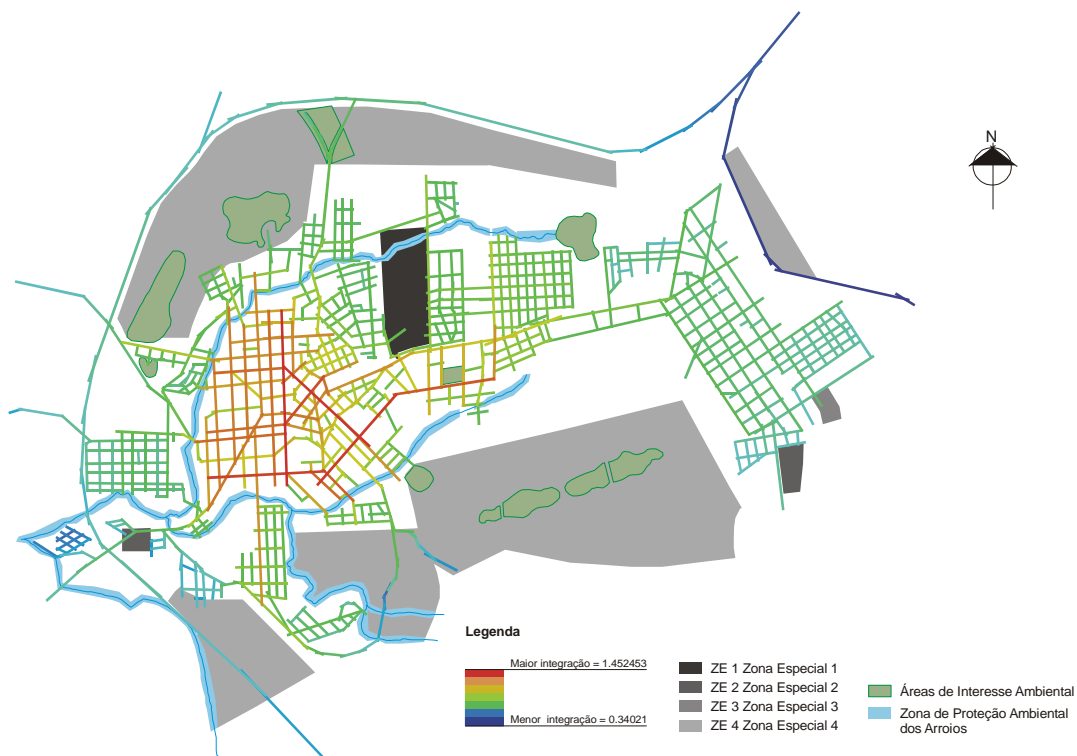 N
Legenda
Maior integração = 1.452453
Menor integração = 0.34021
ZE 1 Zona Especial 1
ZE 2 Zona Especial 2
ZE 3 Zona Especial 3
ZE 4 Zona Especial 4
Áreas de Interesse Ambiental
Zona de Proteção Ambiental
dos Arroios